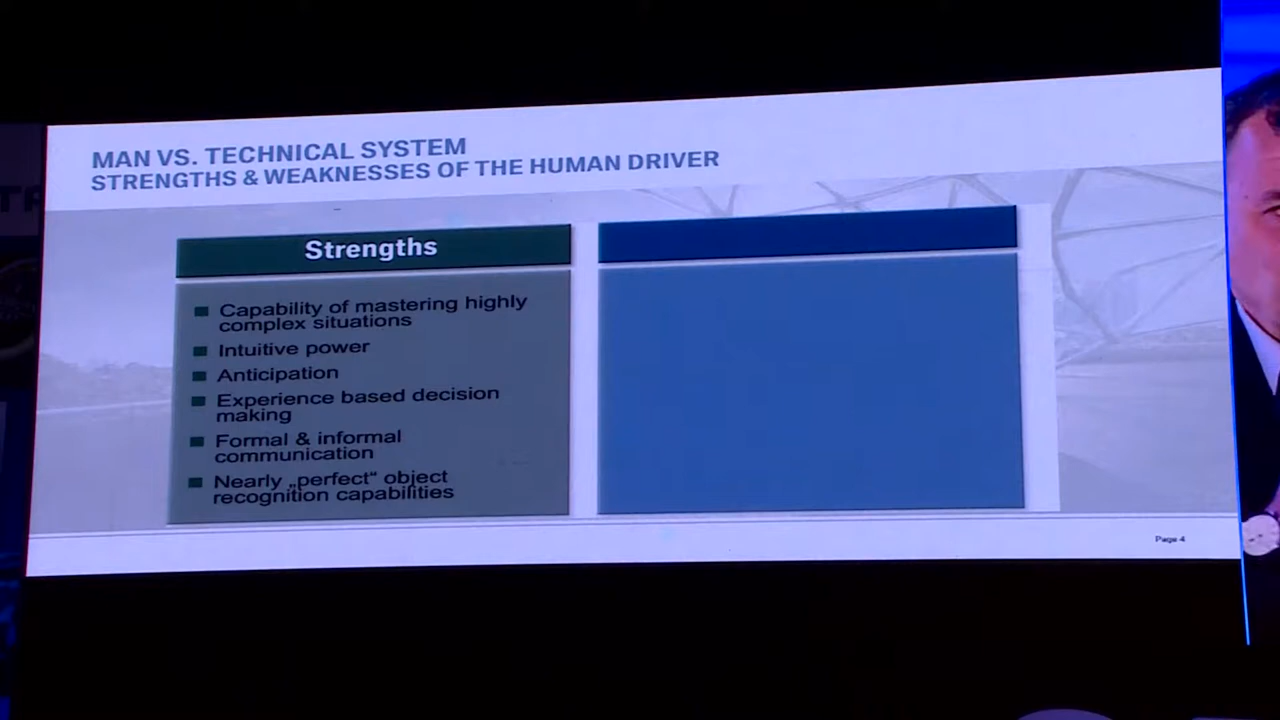 MAN VS. TECHNICAL SYSTEM
STRENGTHS & WEAKNESSES OF THE HUMAN DRIVER
Strengths
Capability of mastering highly
complex situations
Intuitive power
Anticipation
Experience based decision
making
Formal & informal
communication
Nearly „perfect“ object
recognition capabilities
Page 4